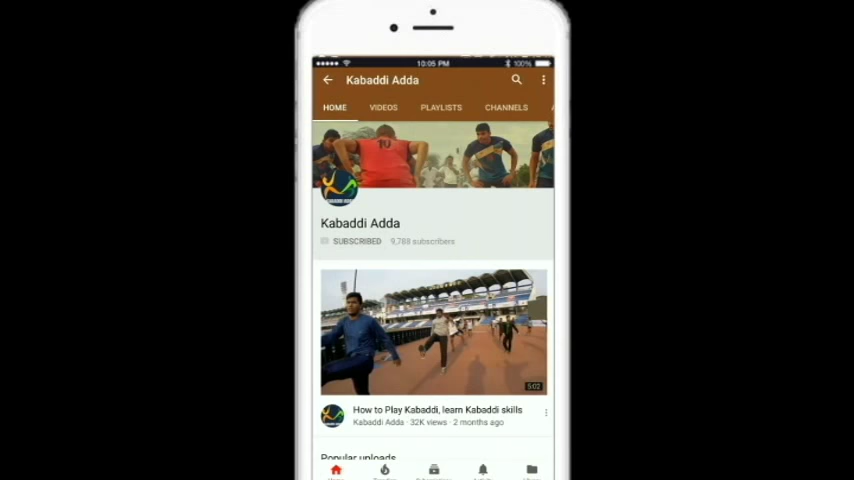 10:05 PM
100%
Kabaddi Adda
HOME VIDEOS PLAYLISTS CHANNELS
10
Kabaddi Adda
SUBSCRIBED 9,788 subscribers
5:02
How to Play Kabaddi, learn Kabaddi skills
Kabaddi Adda · 32K views · 2 months ago
Popular uploads